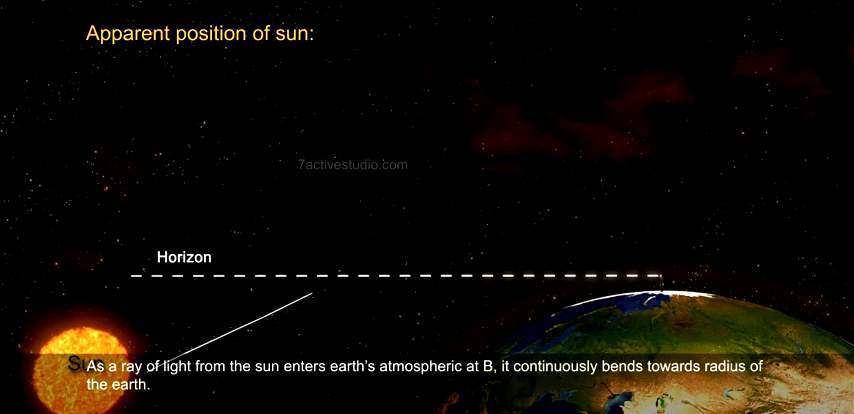 Apparent position of sun:
7activestudio.com
Horizon
Sun
As a ray of light from the sun enters earth's atmospheric at B, it continuously bends towards radius of
the earth.